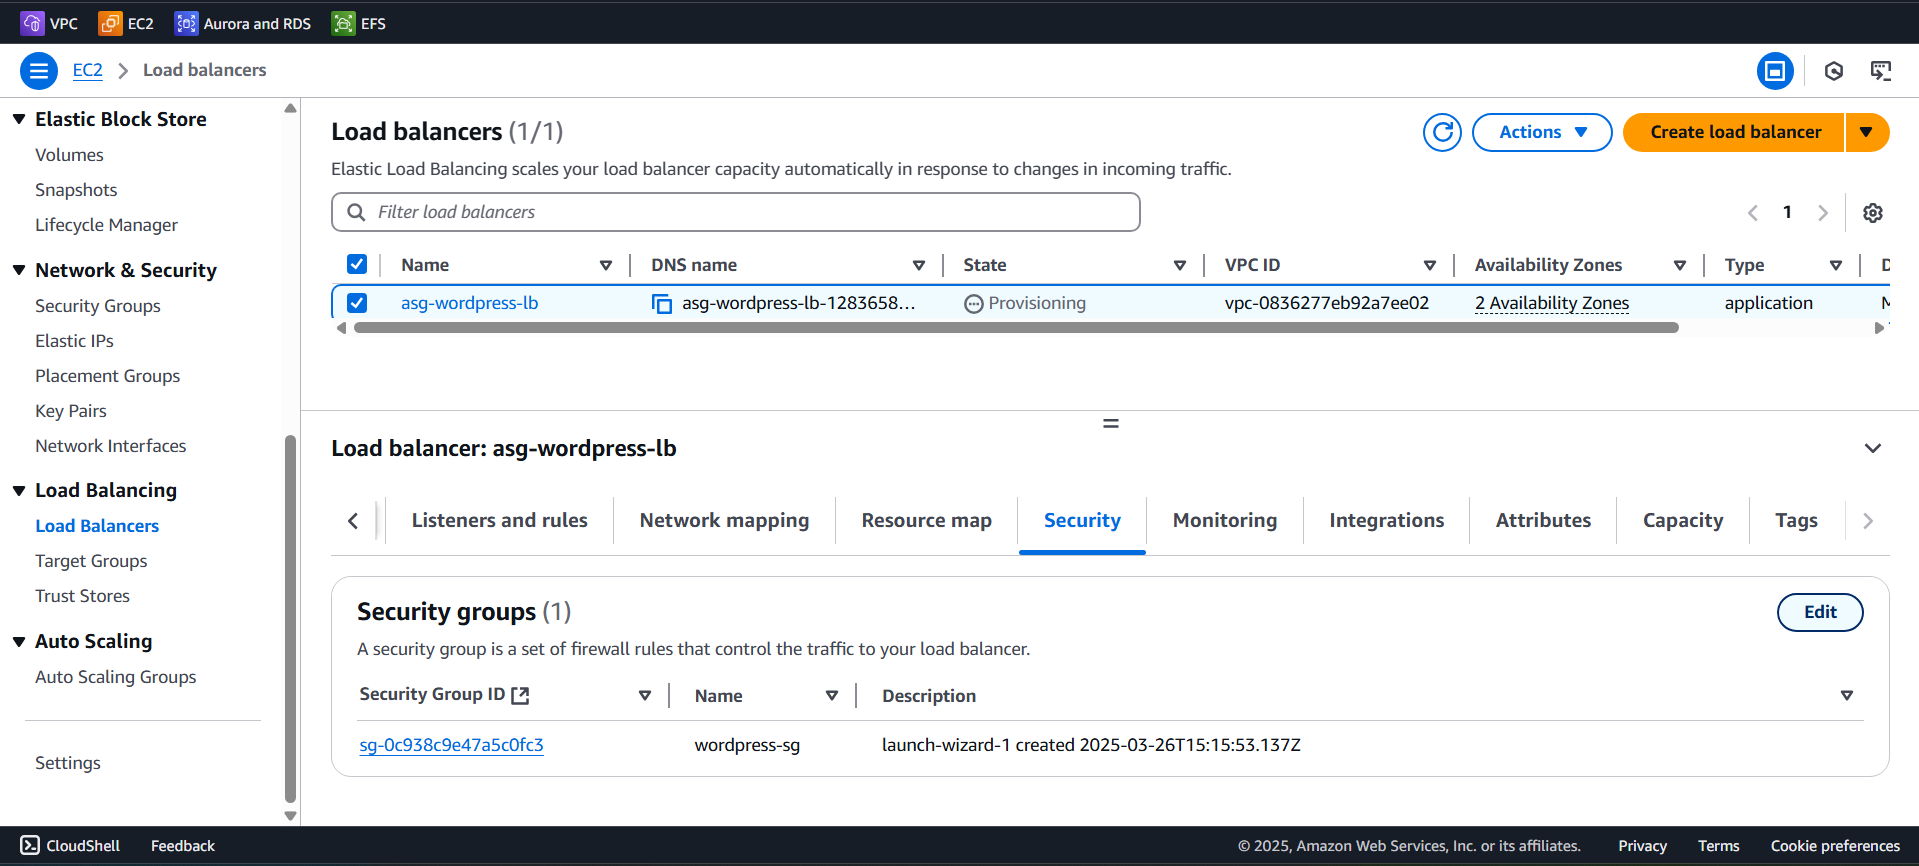 VPC EC2 Aurora and RDS EFS
EC2 Load balancers
Elastic Block Store
Volumes
Snapshots
Lifecycle Manager
Network & Security
Security Groups
Elastic IPs
Placement Groups
Key Pairs
Network Interfaces
Load Balancing
Load Balancers
Target Groups
Trust Stores
Auto Scaling
Auto Scaling Groups
Settings
Load balancers (1/1)
Actions
Create load balancer
Elastic Load Balancing scales your load balancer capacity automatically in response to changes in incoming traffic.
Filter load balancers
1
Name DNS name State VPC ID Availability Zones Type D
asg-wordpress-lb asg-wordpress-lb-1283658... Provisioning vpc-0836277eb92a7ee02 2 Availability Zones application
Load balancer: asg-wordpress-lb
Listeners and rules Network mapping Resource map Security Monitoring Integrations Attributes Capacity Tags
Security groups (1)
Edit
A security group is a set of firewall rules that control the traffic to your load balancer.
Security Group ID Name Description
sg-0c938c9e47a5c0fc3 wordpress-sg launch-wizard-1 created 2025-03-26T15:15:53.137Z
CloudShell Feedback © 2025, Amazon Web Services, Inc. or its affiliates. Privacy Terms Cookie preferences